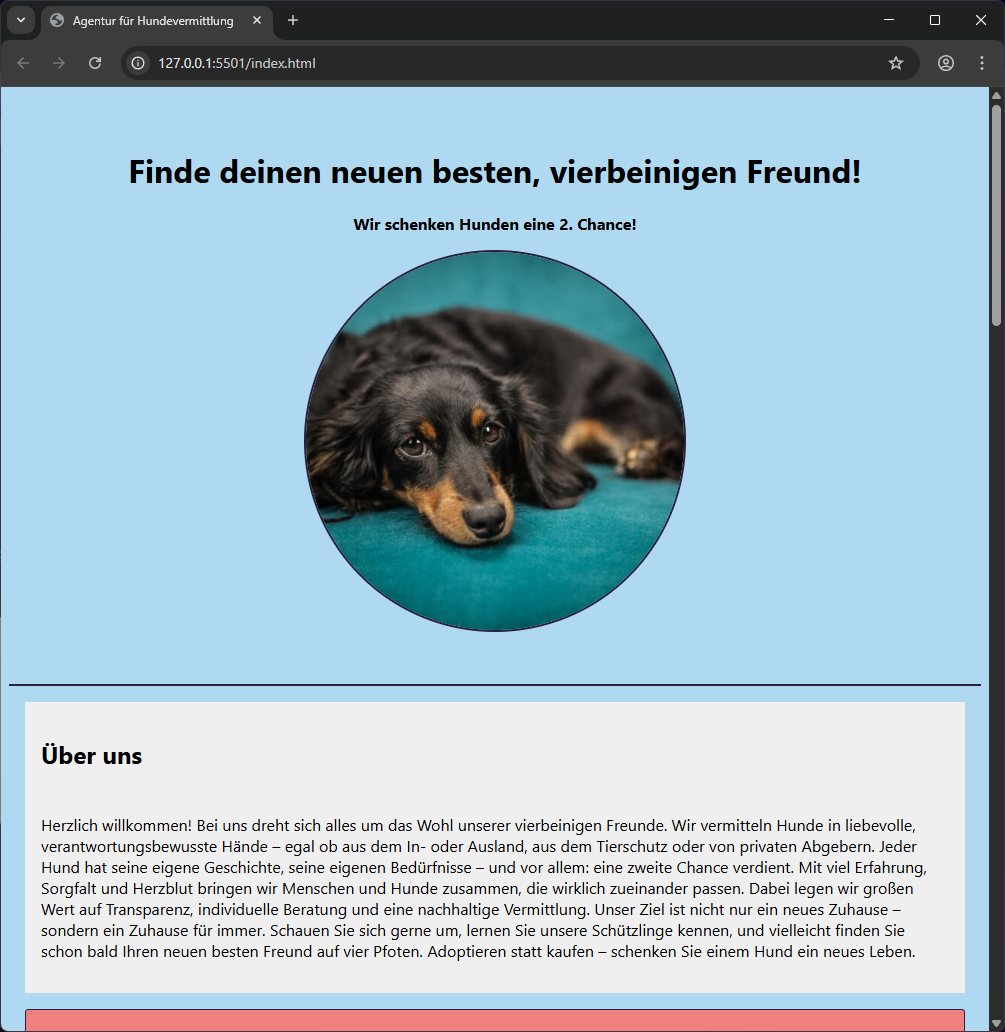 Agentur für Hundevermittlung
127.0.0.1:5501/index.html
Finde deinen neuen besten, vierbeinigen Freund!
Wir schenken Hunden eine 2. Chance!
Über uns
Herzlich willkommen! Bei uns dreht sich alles um das Wohl unserer vierbeinigen Freunde. Wir vermitteln Hunde in liebevolle,
verantwortungsbewusste Hände – egal ob aus dem In- oder Ausland, aus dem Tierschutz oder von privaten Abgebern. Jeder
Hund hat seine eigene Geschichte, seine eigenen Bedürfnisse – und vor allem: eine zweite Chance verdient. Mit viel Erfahrung,
Sorgfalt und Herzblut bringen wir Menschen und Hunde zusammen, die wirklich zueinander passen. Dabei legen wir großen
Wert auf Transparenz, individuelle Beratung und eine nachhaltige Vermittlung. Unser Ziel ist nicht nur ein neues Zuhause –
sondern ein Zuhause für immer. Schauen Sie sich gerne um, lernen Sie unsere Schützlinge kennen, und vielleicht finden Sie
schon bald Ihren neuen besten Freund auf vier Pfoten. Adoptieren statt kaufen – schenken Sie einem Hund ein neues Leben.